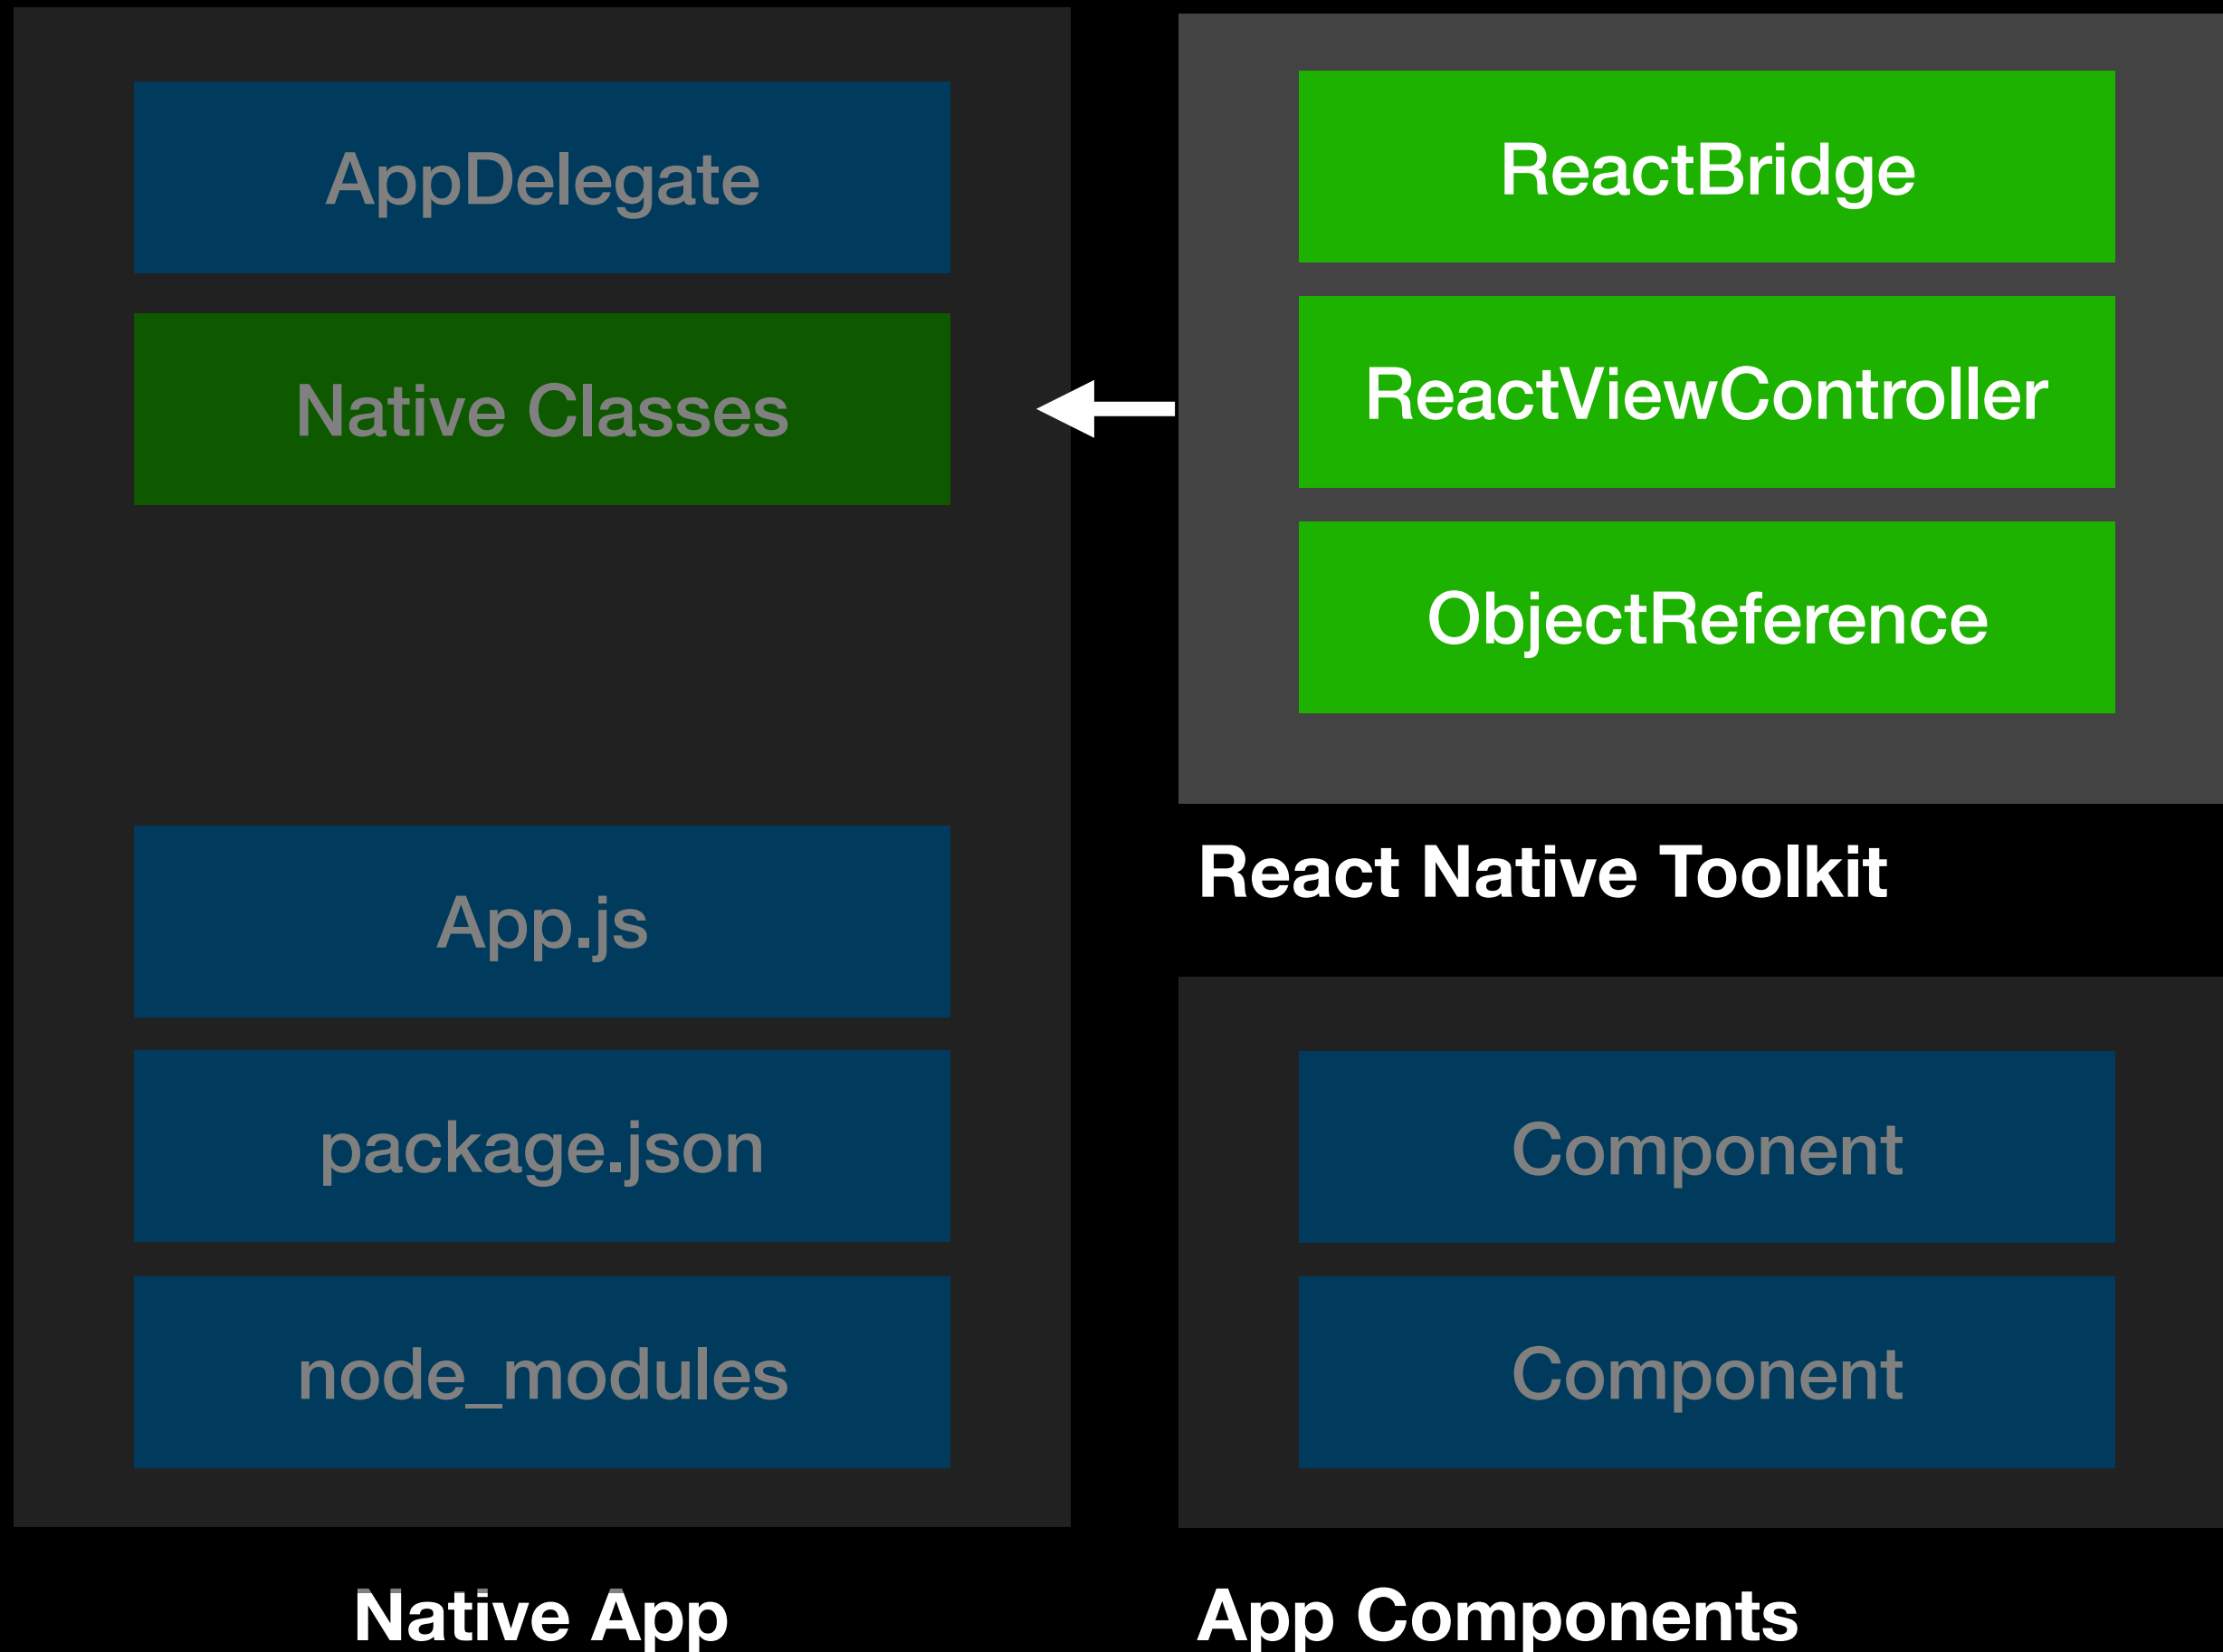 AppDelegate
Native Classes
App.js
package.json
node_modules
Native App
ReactBridge
ReactViewController
ObjectReference
React Native Toolkit
Component
Component
App Components